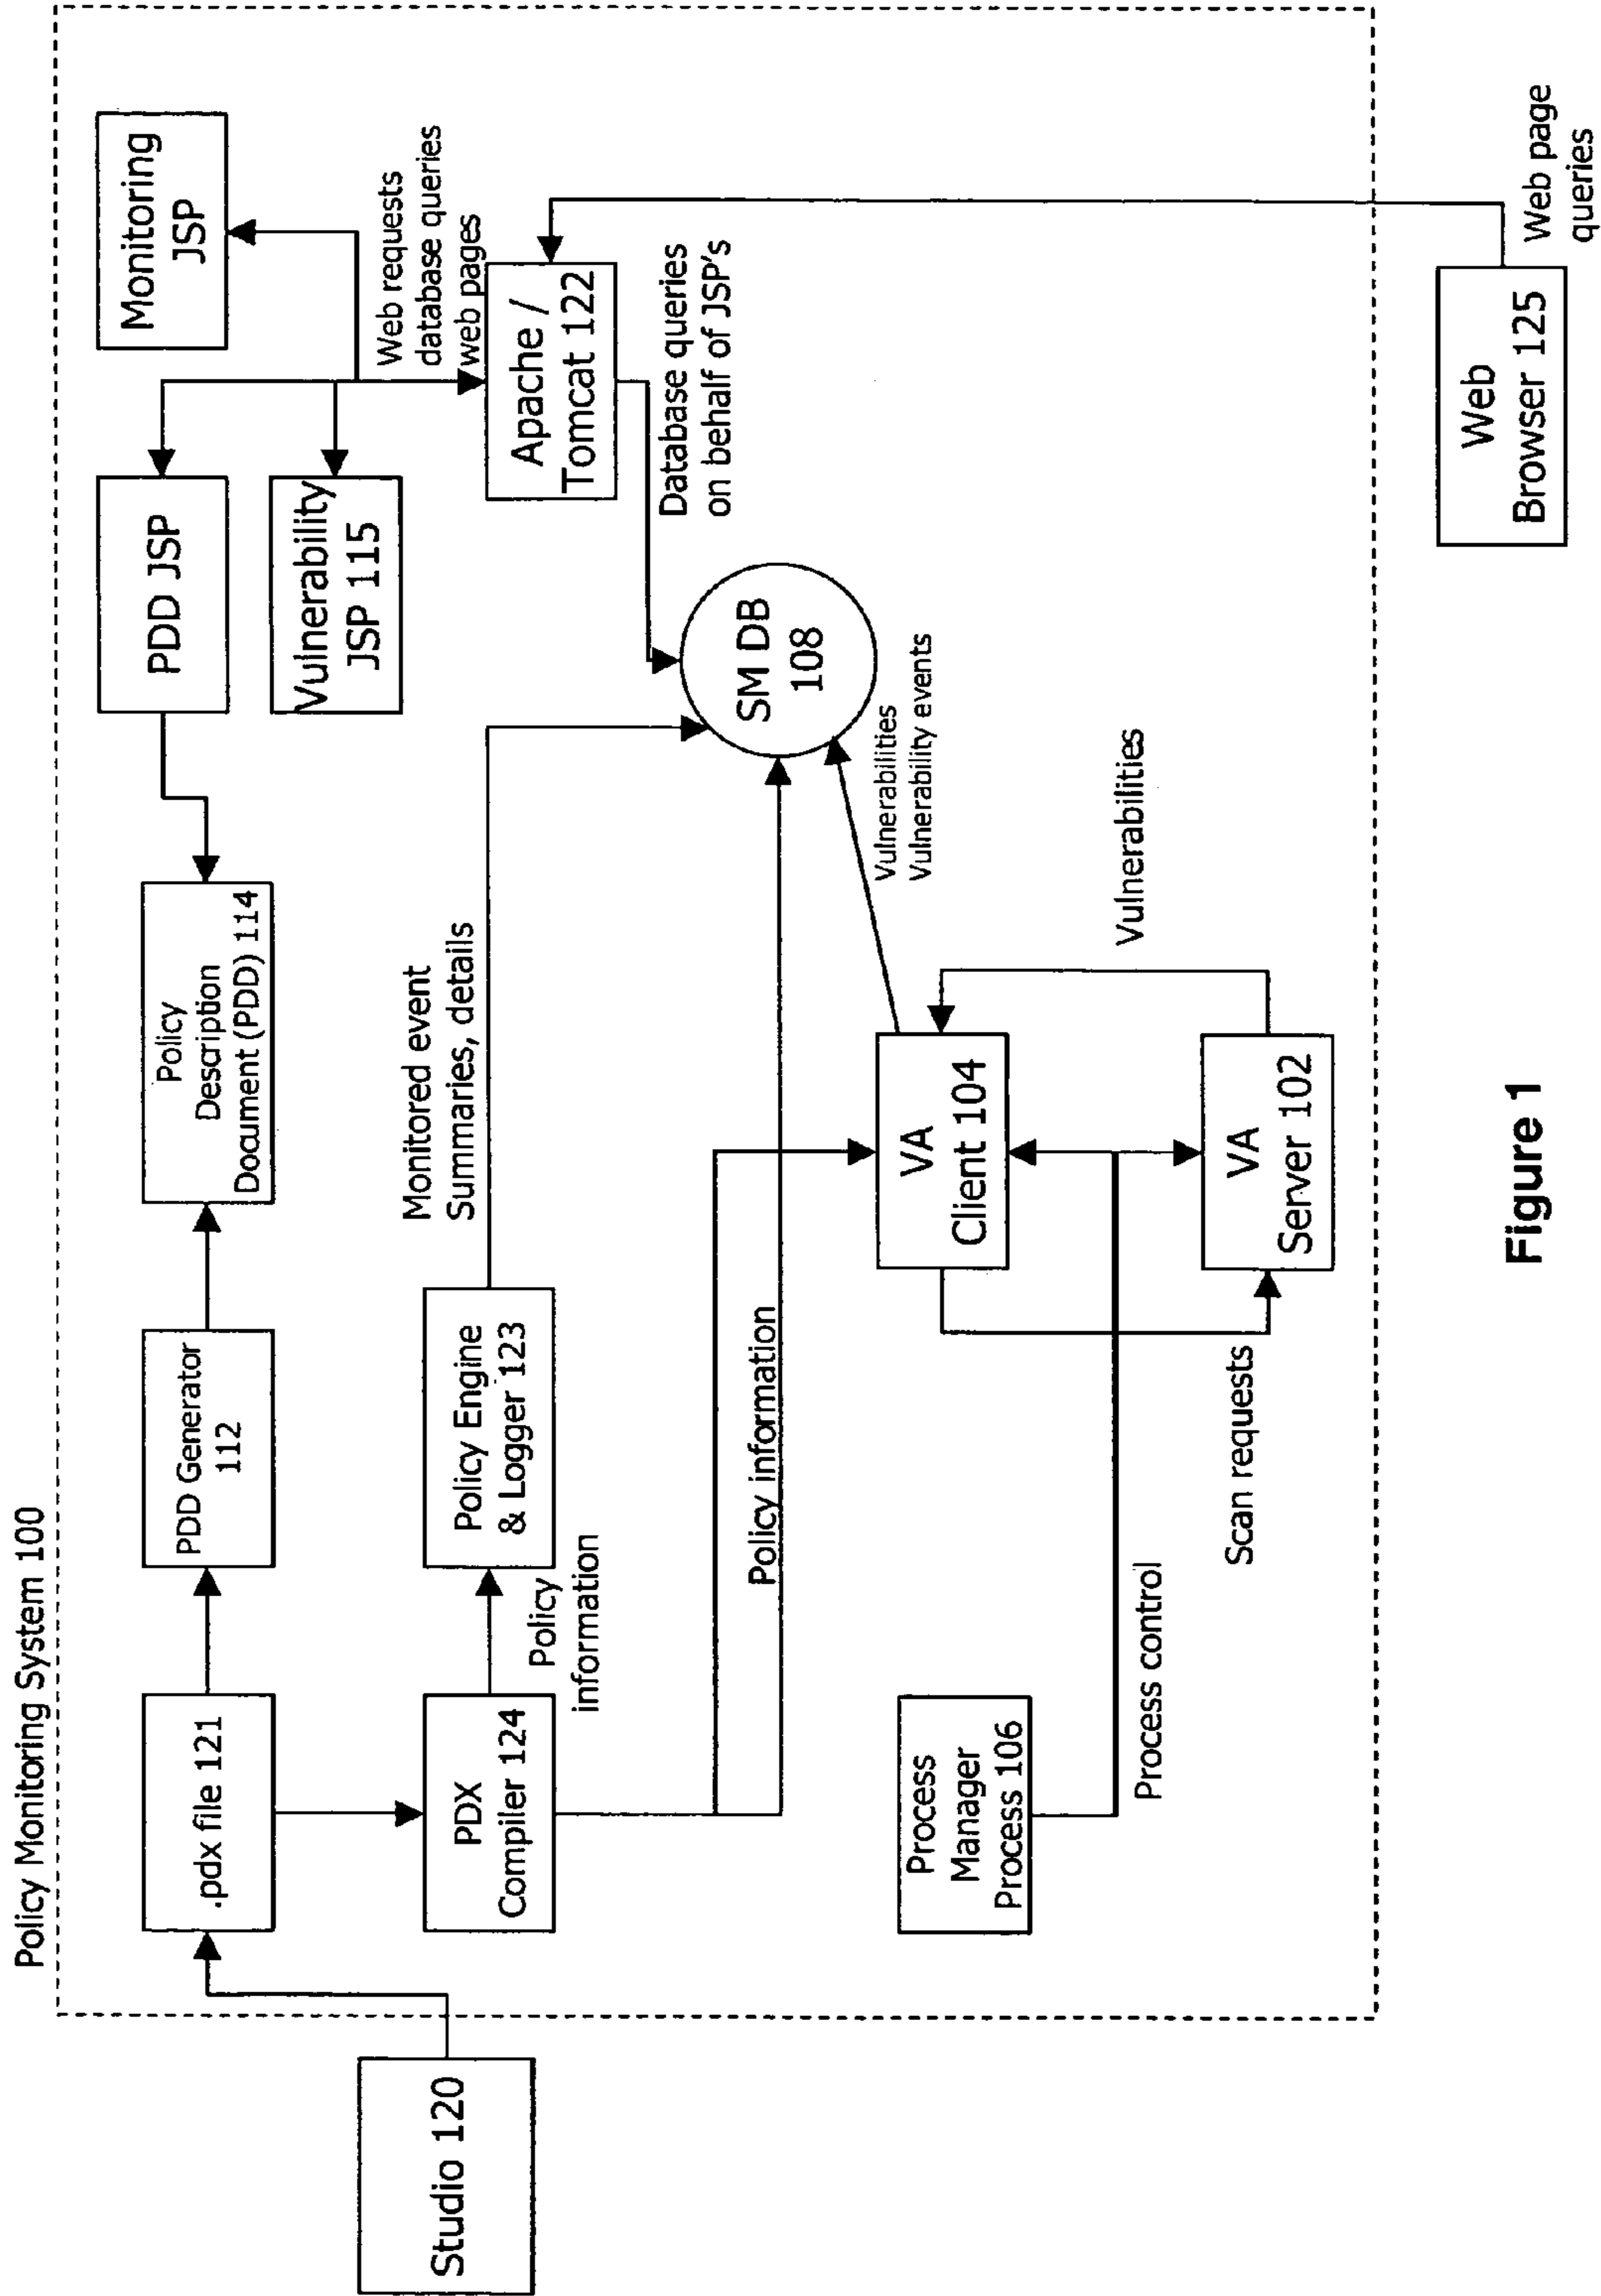 Policy Monitoring System 100
Studio 120
.pdx file 121
PDD Generator
112
Policy
Description
Document (PDD) 114
PDD JSP
Monitoring
JSP
Vulnerability
JSP 115
Web requests
database queries
web pages
PDX
Compiler 124
Policy
information
Policy Engine
& Logger 123
Monitored event
Summaries, details
Apache /
Tomcat 122
Database queries
on behalf of JSP's
SM DB
108
Policy information
Vulnerabilities
Vulnerability events
Process
Manager
Process 106
Process control
VA
Client 104
Vulnerabilities
Scan requests
VA
Server 102
Web
Browser 125
Web page
queries
Figure 1